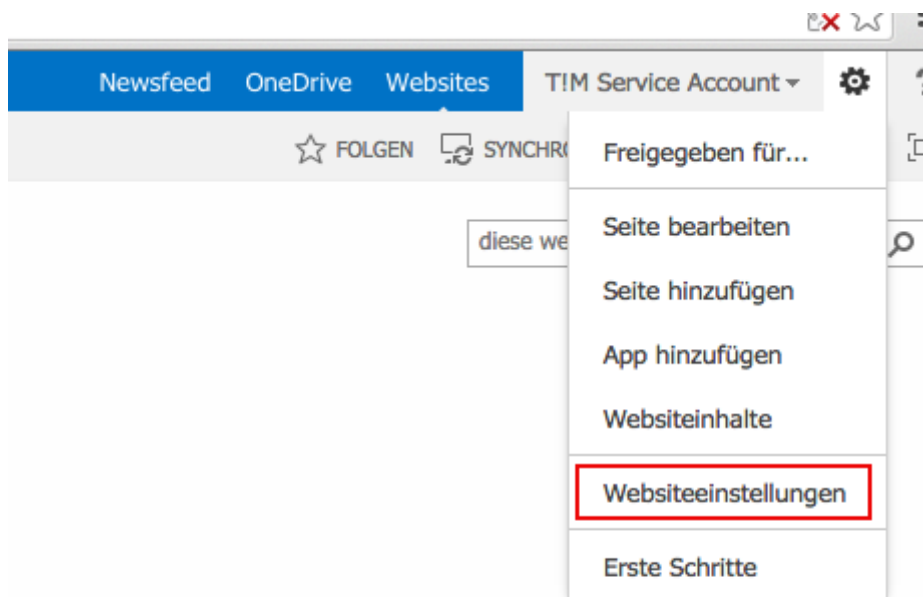 Newsfeed OneDrive Websites T!M Service Account
FOLGEN SYNCHR
Freigegeben für...
Seite bearbeiten
diese we
Seite hinzufügen
App hinzufügen
Websiteinhalte
Websiteeinstellungen
Erste Schritte